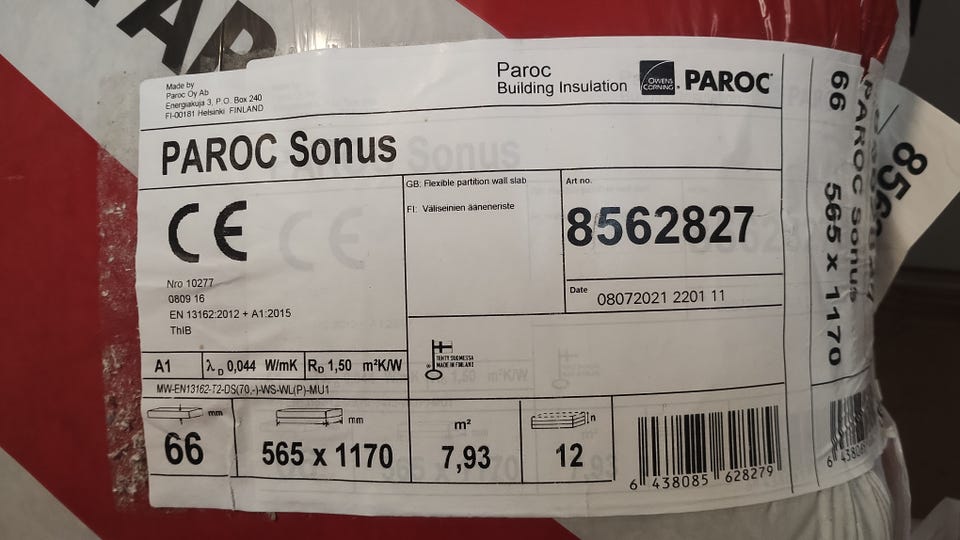 Made by
Paroc Oy Ab
Energiakuja 3, P.O. Box 240
FI-00181 Helsinki FINLAND
Paroc
Building Insulation
OWENS
CORNING
PAROC®
PAROC Sonus
CE
Nro 10277
0809 16
EN 13162:2012 + A1:2015
ThIB
GB: Flexible partition wall slab
FI: Väliseinien ääneneriste
Art no.
8562827
Date
08072021 2201 11
A1
λD 0,044 W/mK
RD 1,50 m²K/W
MW-EN13162-T2-DS(70,-)-WS-WL(P)-MU1
TEHTY SUOMESSA
MADE IN FINLAND
mm
66
mm
565 x 1170
m²
7,93
n
12
6 438085 628279
66 565 x 1170
PAROC Sonus